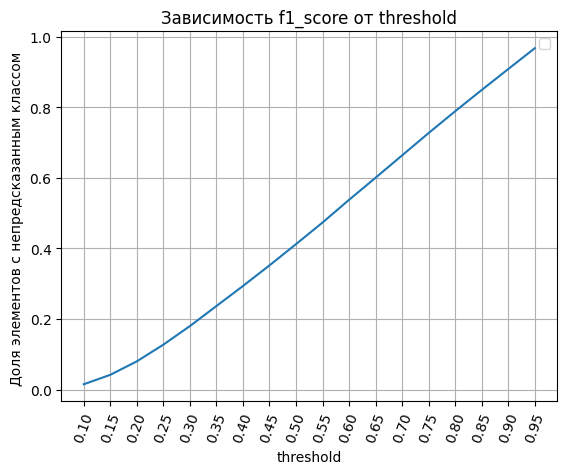 Зависимость f1_score от threshold
Доля элементов с непредсказанным классом
1.0
0.8
0.6
0.4
0.2
0.0
0.10 0.15 0.20 0.25 0.30 0.35 0.40 0.45 0.50 0.55 0.60 0.65 0.70 0.75 0.80 0.85 0.90 0.95
threshold